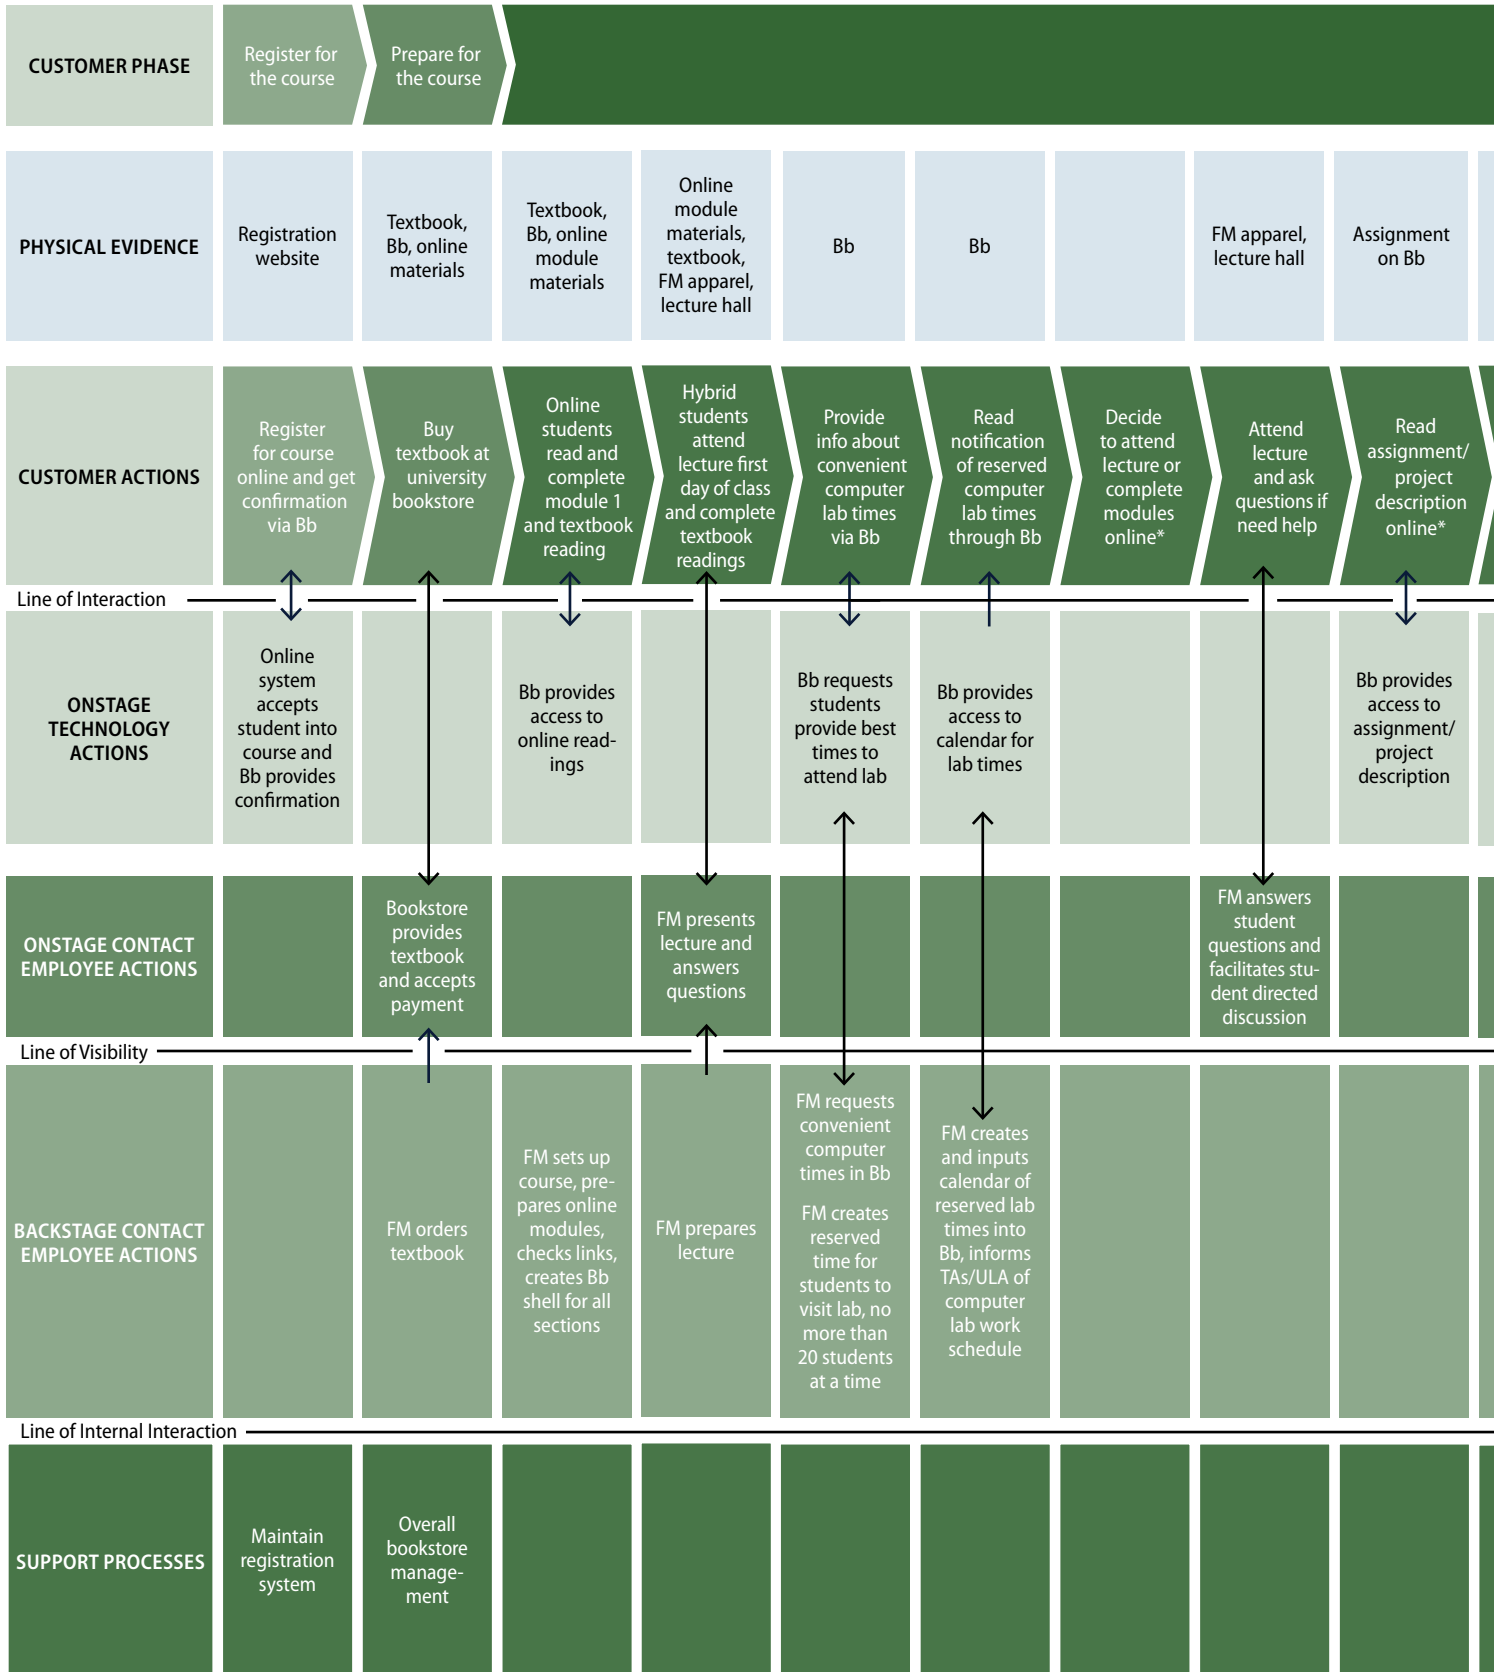 CUSTOMER PHASE
Register for
the course
Prepare for
the course
PHYSICAL EVIDENCE
Registration
website
Textbook,
Bb, online
materials
Textbook,
Bb, online
module
materials
Online
module
materials,
textbook,
FM apparel,
lecture hall
Bb
Bb
FM apparel,
lecture hall
Assignment
on Bb
CUSTOMER ACTIONS
Register
for course
online and get
confirmation
via Bb
Buy
textbook at
university
bookstore
Online
students
read and
complete
module 1
and textbook
reading
Hybrid
students
attend
lecture first
day of class
and complete
textbook
readings
Provide
info about
convenient
computer
lab times
via Bb
Read
notification
of reserved
computer
lab times
through Bb
Decide
to attend
lecture or
complete
modules
online*
Attend
lecture
and ask
questions if
need help
Read
assignment/
project
description
online*
Line of Interaction
ONSTAGE
TECHNOLOGY
ACTIONS
Online
system
accepts
student into
course and
Bb provides
confirmation
Bb provides
access to
online read-
ings
Bb requests
students
provide best
times to
attend lab
Bb provides
access to
calendar for
lab times
Bb provides
access to
assignment/
project
description
ONSTAGE CONTACT
EMPLOYEE ACTIONS
Bookstore
provides
textbook
and accepts
payment
FM presents
lecture and
answers
questions
FM answers
student
questions and
facilitates stu-
dent directed
discussion
Line of Visibility
BACKSTAGE CONTACT
EMPLOYEE ACTIONS
FM orders
textbook
FM sets up
course, pre-
pares online
modules,
checks links,
creates Bb
shell for all
sections
FM prepares
lecture
FM requests
convenient
computer
times in Bb
FM creates
reserved
time for
students to
visit lab, no
more than
20 students
at a time
FM creates
and inputs
calendar of
reserved lab
times into
Bb, informs
TAs/ULA of
computer
lab work
schedule
Line of Internal Interaction
SUPPORT PROCESSES
Maintain
registration
system
Overall
bookstore
manage-
ment